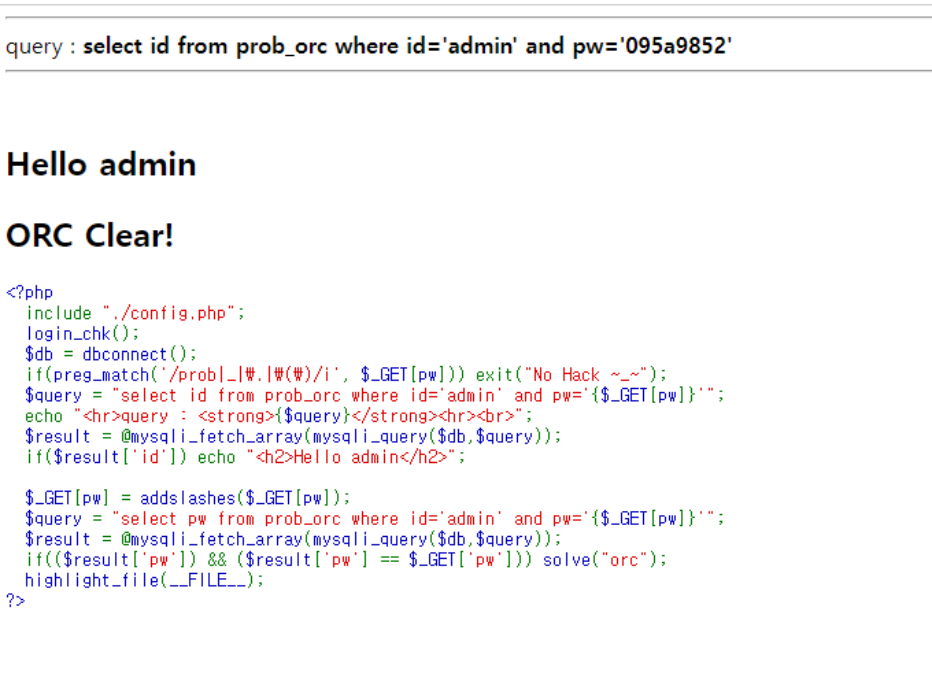 query : select id from prob_orc where id='admin' and pw='095a9852'
Hello admin
ORC Clear!
<?php
include "./config.php";
login_chk();
$db = dbconnect();
if(preg_match('/prob|_|₩.|₩(₩)/i', $_GET[pw])) exit("No Hack ~_~");
$query = "select id from prob_orc where id='admin' and pw='{$_GET[pw]}'";
echo "<hr>query : <strong>{$query}</strong><hr><br>";
$result = @mysqli_fetch_array(mysqli_query($db,$query));
if($result['id']) echo "<h2>Hello admin</h2>";
$_GET[pw] = addslashes($_GET[pw]);
$query = "select pw from prob_orc where id='admin' and pw='{$_GET[pw]}'";
$result = @mysqli_fetch_array(mysqli_query($db,$query));
if(($result['pw']) && ($result['pw'] == $_GET['pw'])) solve("orc");
highlight_file(__FILE__);
?>